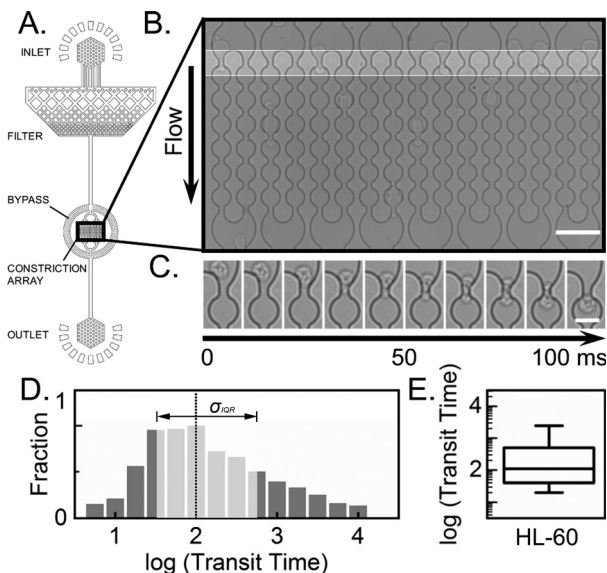 A.
INLET
FILTER
BYPASS
CONSTRICTION
ARRAY
OUTLET
B.
Flow
C.
0 50 100 ms
D.
1
Fraction
0
σIQR
1 2 3 4
log (Transit Time)
E.
4
2
log (Transit Time)
HL-60